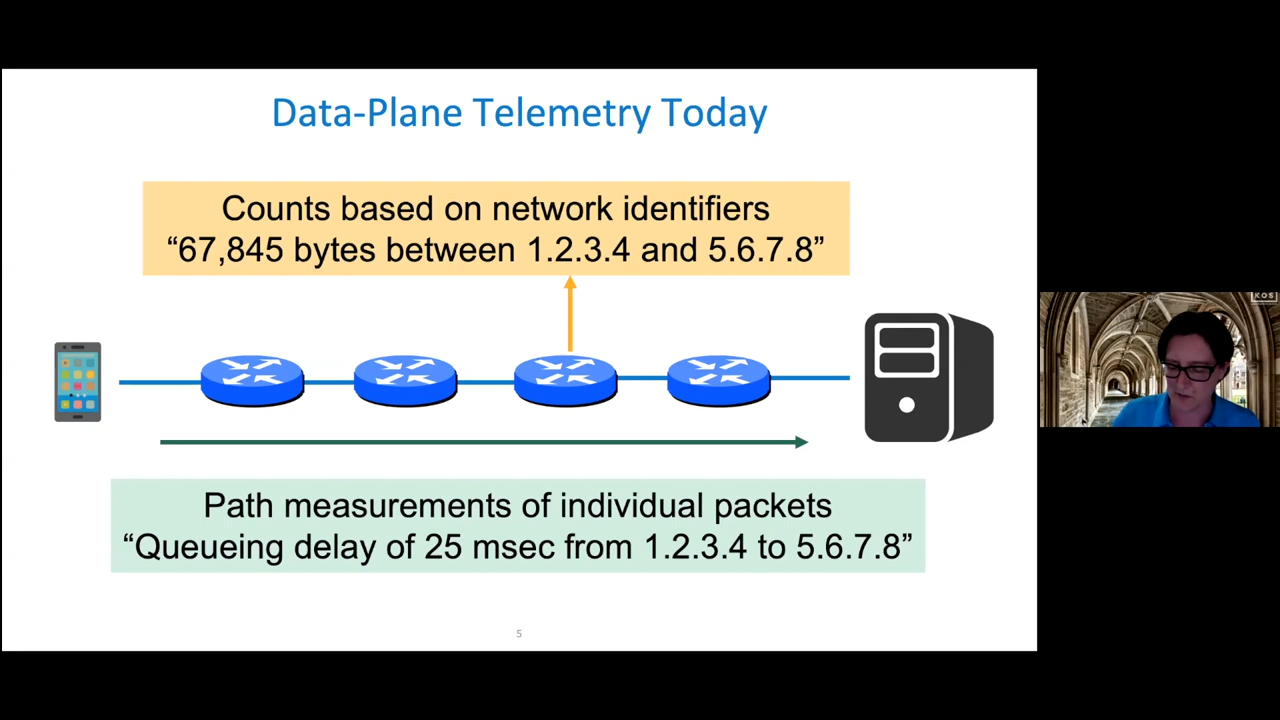 Data-Plane Telemetry Today
Counts based on network identifiers
“67,845 bytes between 1.2.3.4 and 5.6.7.8”
KOS
Path measurements of individual packets
“Queueing delay of 25 msec from 1.2.3.4 to 5.6.7.8”
5